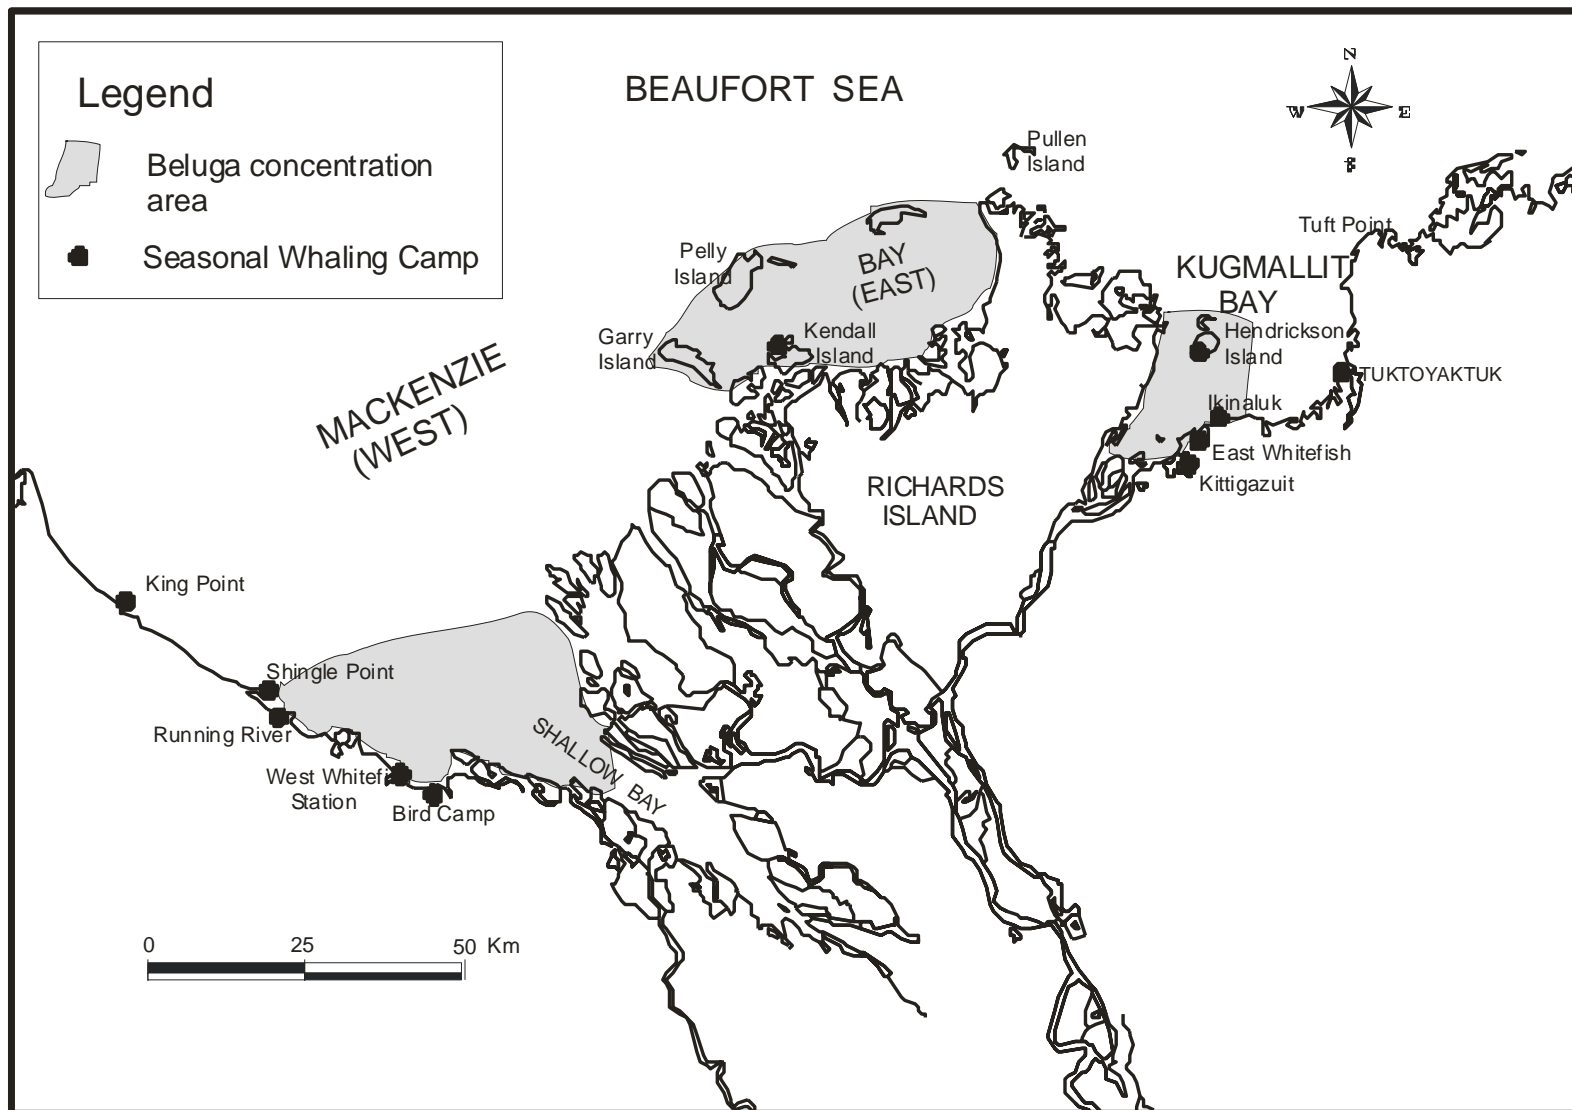 Legend
Beluga concentration
area
Seasonal Whaling Camp
BEAUFORT SEA
N
W
E
Pullen
Island
Tuft Point
Pelly
Island
BAY
(EAST)
KUGMALLIT
BAY
Garry
Island
Kendall
Island
Hendrickson
Island
TUKTOYAKTUK
MACKENZIE
(WEST)
Ikinaluk
East Whitefish
Kittigazuit
RICHARDS
ISLAND
King Point
Shingle Point
Running River
SHALLOW BAY
West Whitefi
Station
Bird Camp
0 25 50 Km